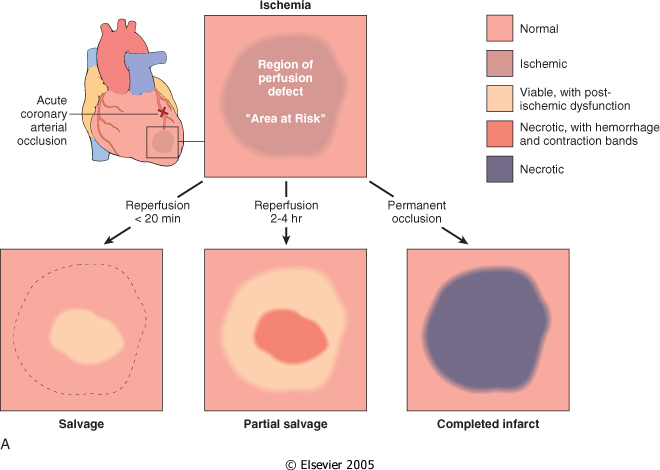 Ischemia
Region of
perfusion
defect
"Area at Risk"
Acute
coronary
arterial
occlusion
Normal
Ischemic
Viable, with post-
ischemic dysfunction
Necrotic, with hemorrhage
and contraction bands
Necrotic
Reperfusion
< 20 min
Reperfusion
2-4 hr
Permanent
occlusion
Salvage
Partial salvage
Completed infarct
A
© Elsevier 2005